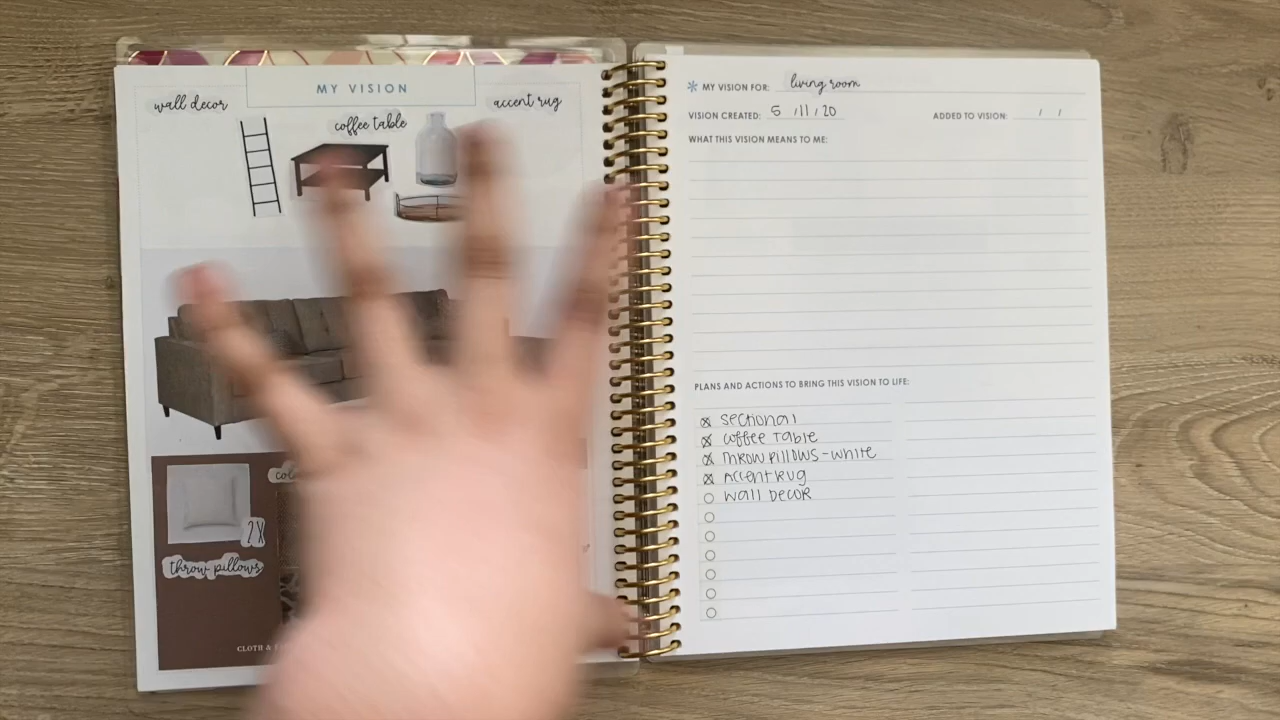 MY VISION
wall decor
accent rug
coffee table
2X
throw pillows
CLOTH &
* MY VISION FOR: living room
VISION CREATED: 5 /11 / 20 ADDED TO VISION: / /
WHAT THIS VISION MEANS TO ME:
PLANS AND ACTIONS TO BRING THIS VISION TO LIFE:
sectional
coffee Table
Throw pillows-white
Accent Rug
wall DECOR